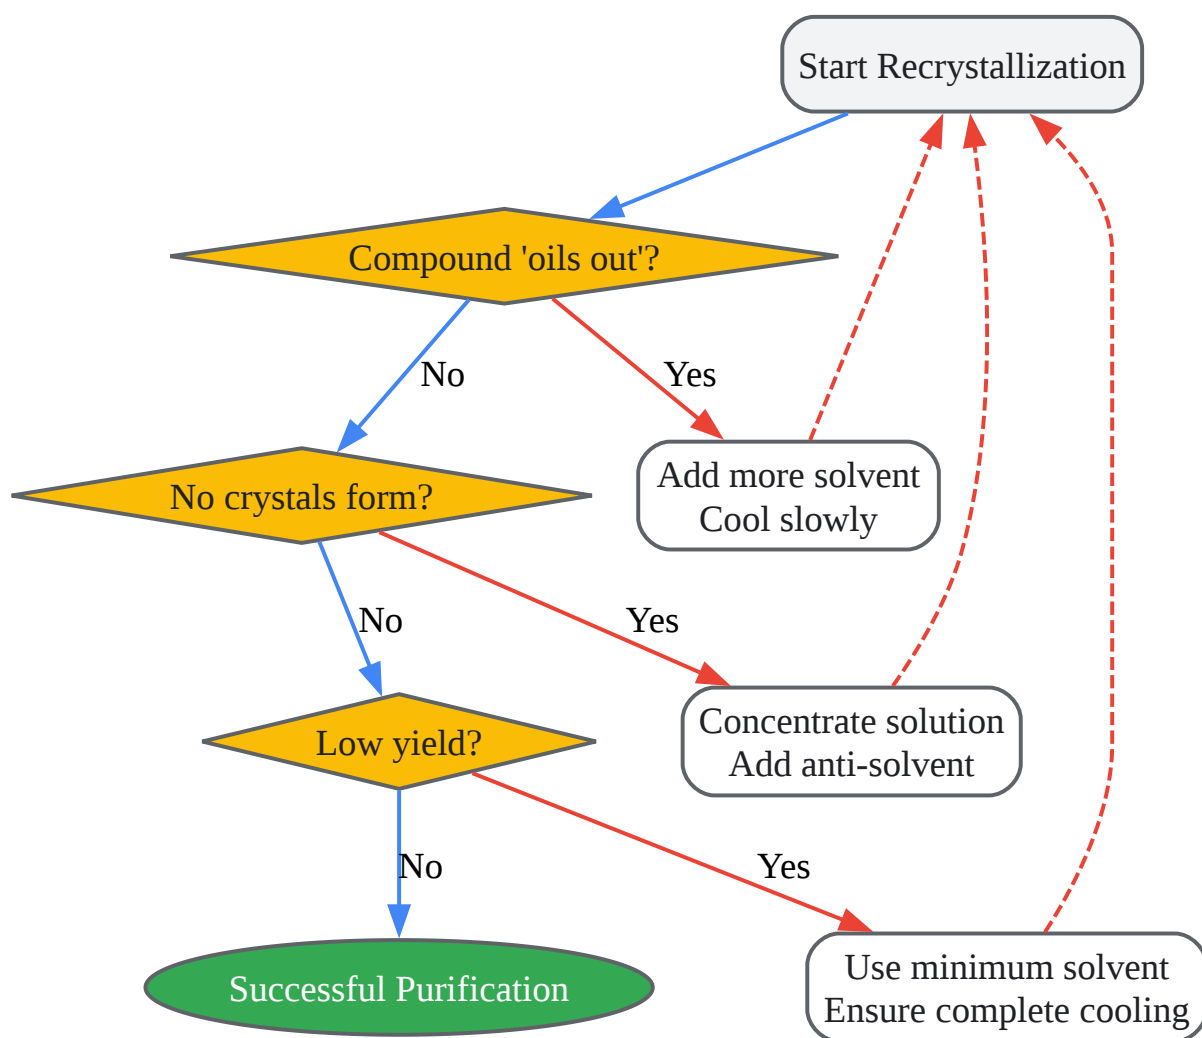 Start Recrystallization
Compound 'oils out'?
No
Yes
Add more solvent
Cool slowly
No crystals form?
No
Yes
Concentrate solution
Add anti-solvent
Low yield?
No
Yes
Use minimum solvent
Ensure complete cooling
Successful Purification